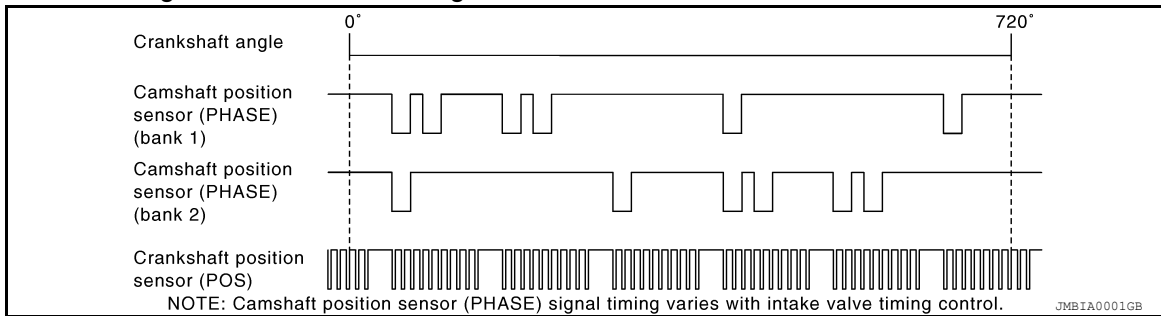 0˚
720˚
Crankshaft angle
Camshaft position
sensor (PHASE)
(bank 1)
Camshaft position
sensor (PHASE)
(bank 2)
Crankshaft position
sensor (POS)
NOTE: Camshaft position sensor (PHASE) signal timing varies with intake valve timing control.
JMBIA0001GB